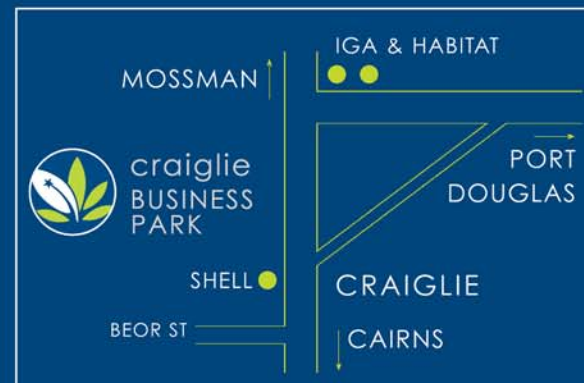 IGA & HABITAT
MOSSMAN
craiglie
BUSINESS
PARK
PORT
DOUGLAS
SHELL
CRAIGLIE
BEOR ST
CAIRNS